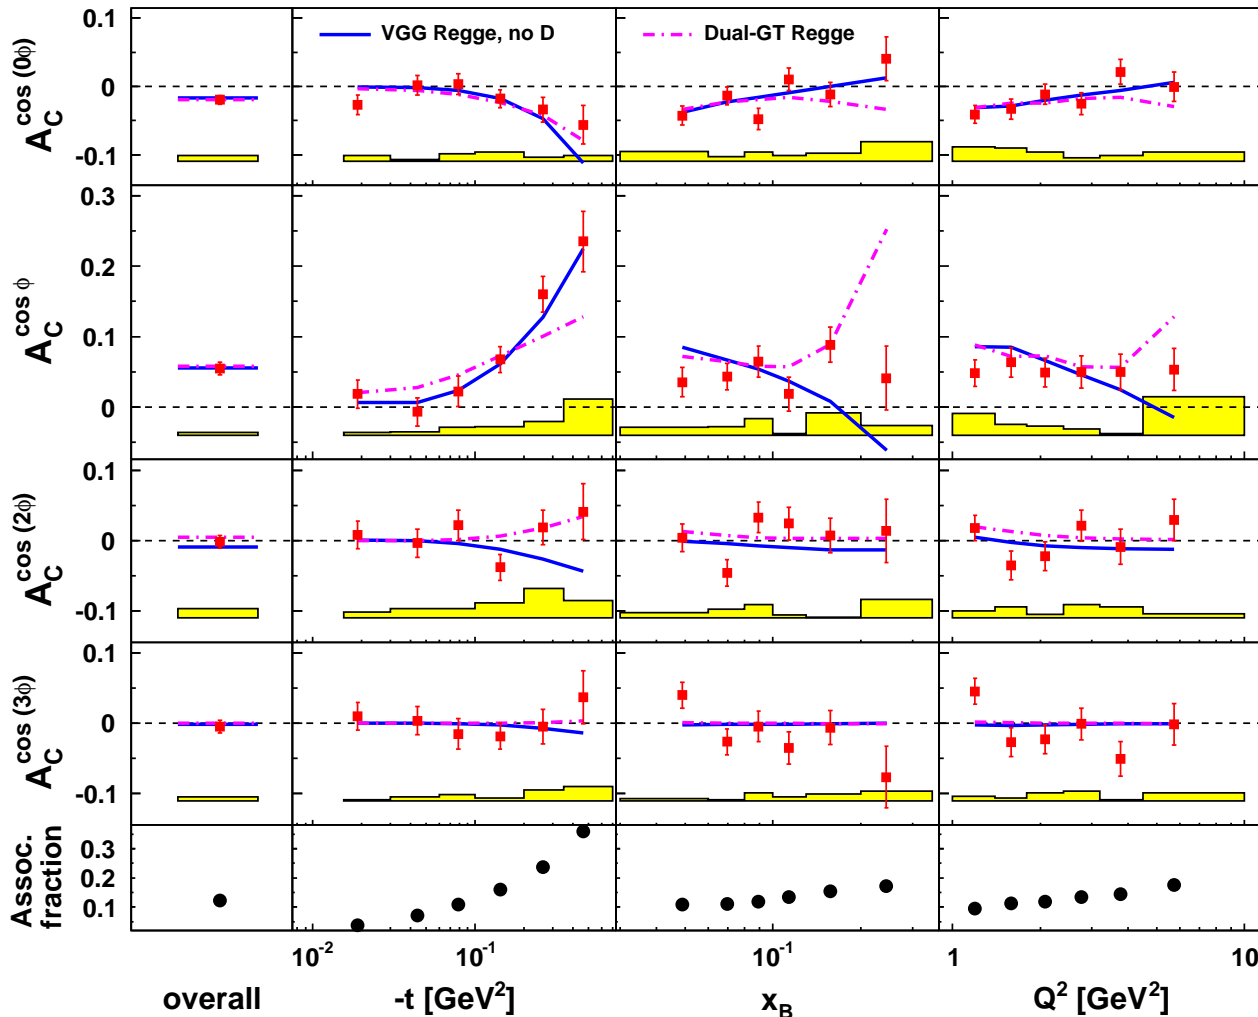 VGG Regge, no D
Dual-GT Regge
A_C^cos (0ϕ)
0.1
0
-0.1
A_C^cos ϕ
0.3
0.2
0.1
0
A_C^cos (2ϕ)
0.1
0
-0.1
A_C^cos (3ϕ)
0.1
0
-0.1
Assoc. fraction
0.3
0.2
0.1
10^-2 10^-1 10^-1 1 10
overall -t [GeV^2] x_B Q^2 [GeV^2]